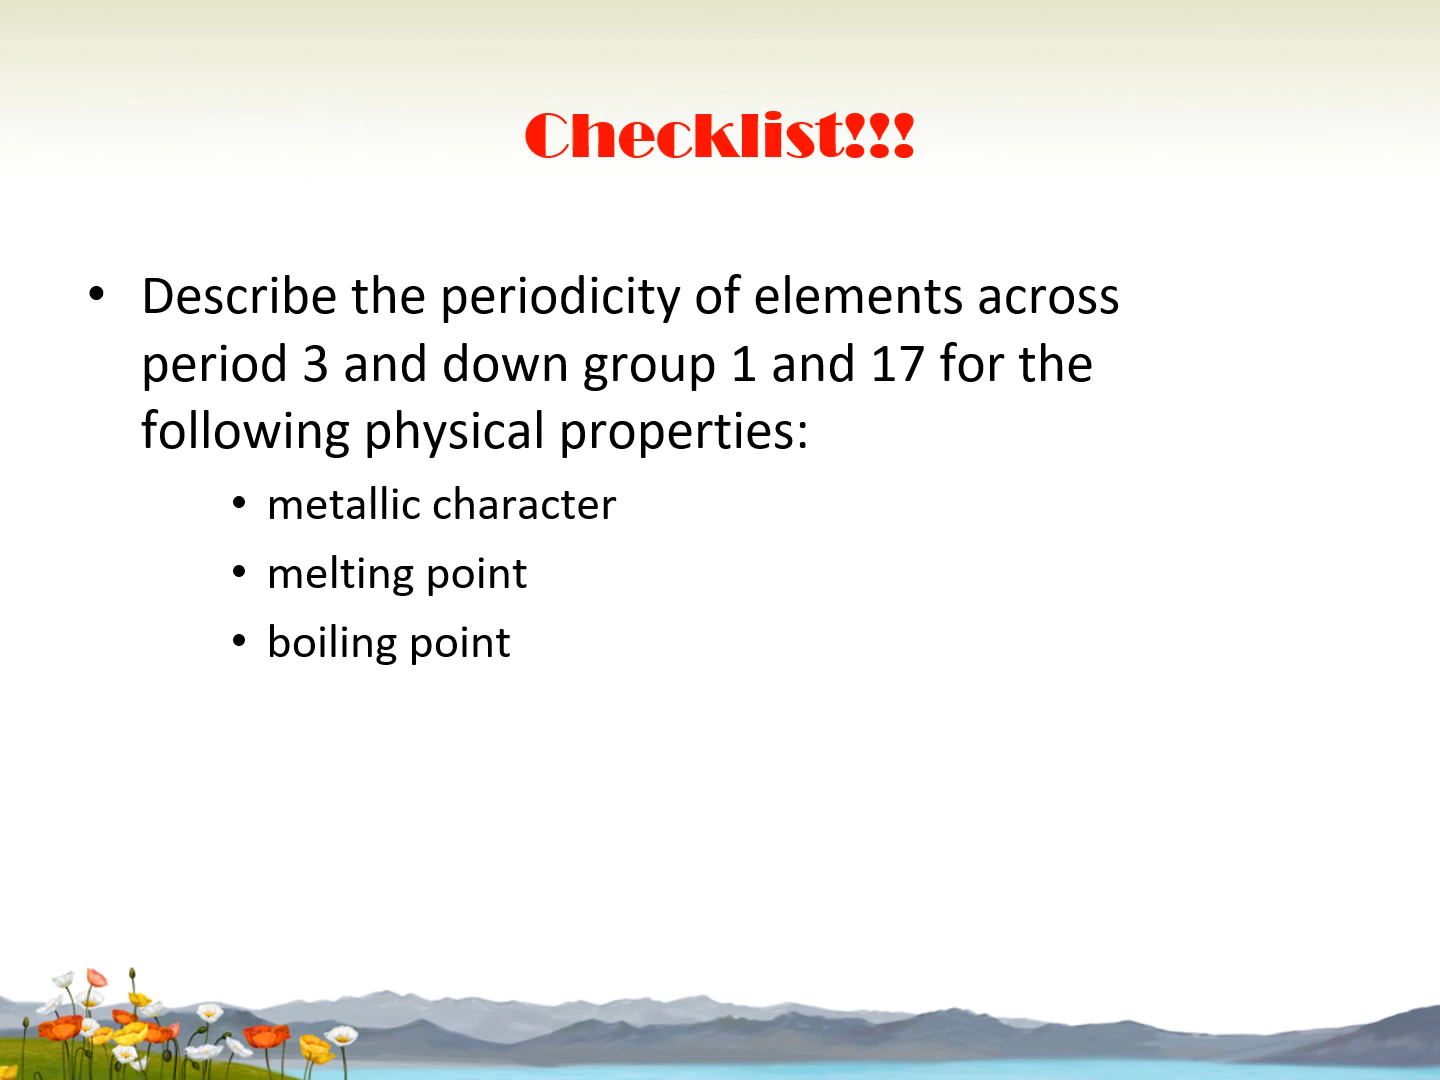 Checklist!!!
• Describe the periodicity of elements across
period 3 and down group 1 and 17 for the
following physical properties:
• metallic character
• melting point
• boiling point